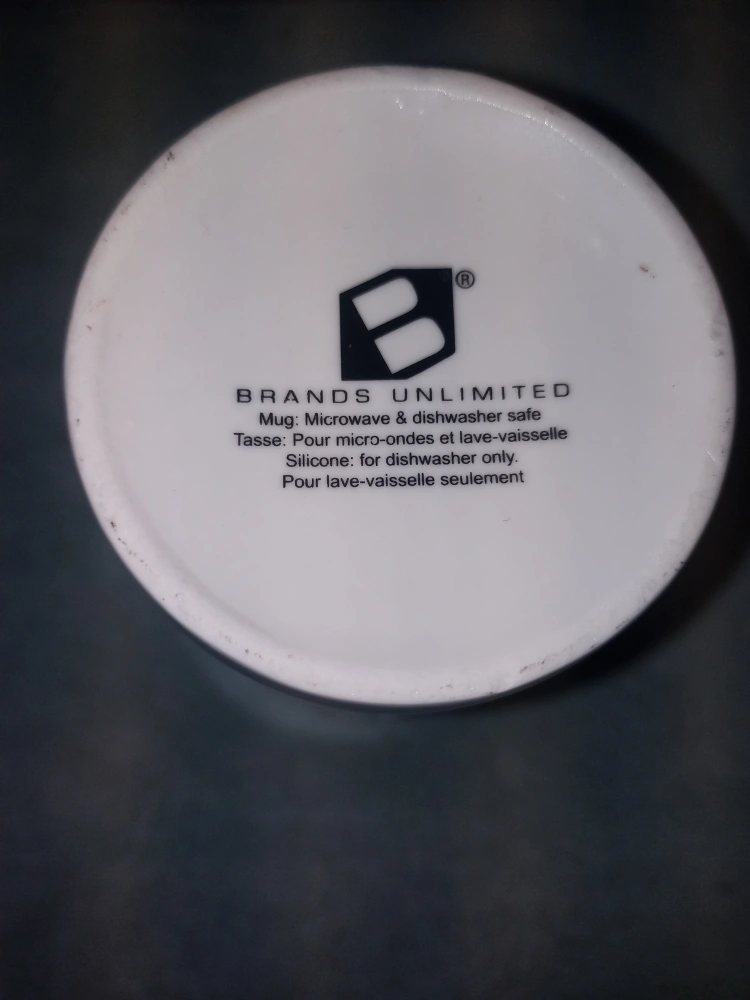 B®
BRANDS UNLIMITED
Mug: Microwave & dishwasher safe
Tasse: Pour micro-ondes et lave-vaisselle
Silicone: for dishwasher only.
Pour lave-vaisselle seulement